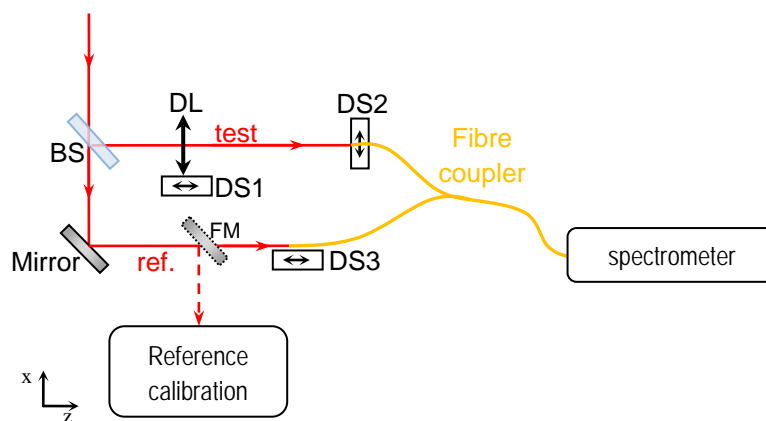 DL
DS2
test
BS
Fibre
coupler
DS1
FM
Mirror
ref.
DS3
spectrometer
Reference
calibration
x
z